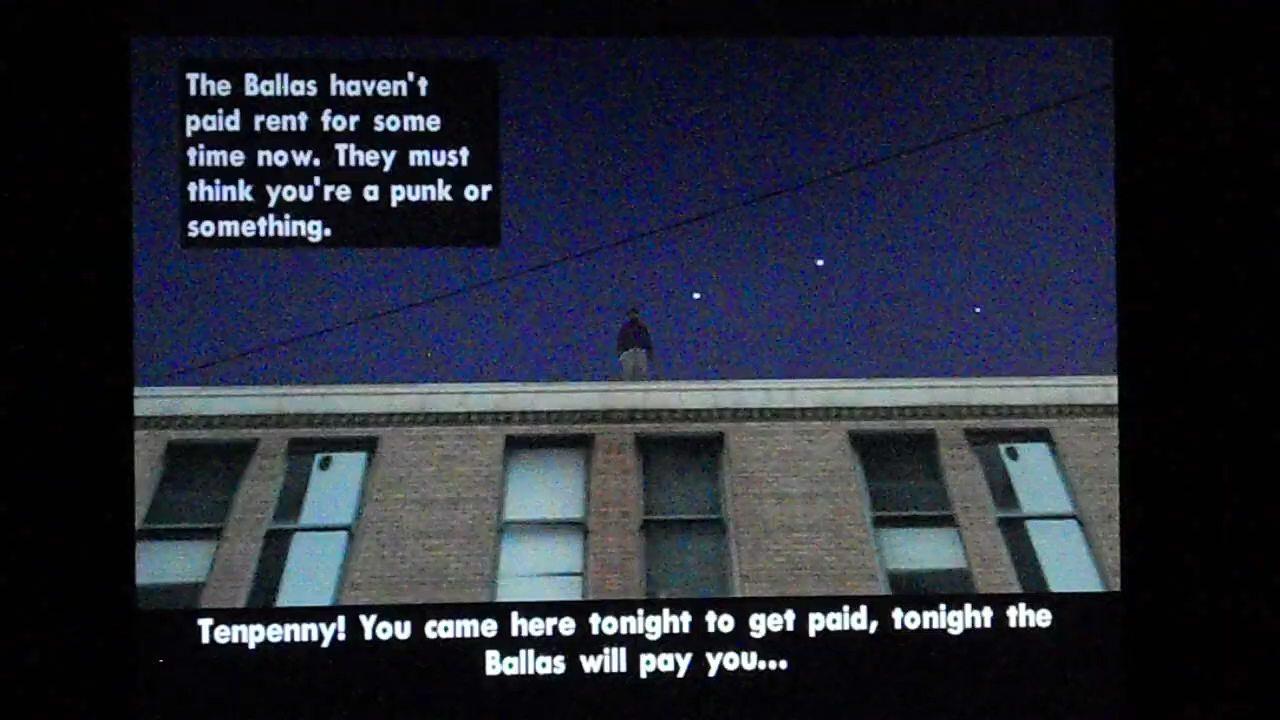 The Ballas haven't
paid rent for some
time now. They must
think you're a punk or
something.
Tenpenny! You came here tonight to get paid, tonight the
Ballas will pay you...